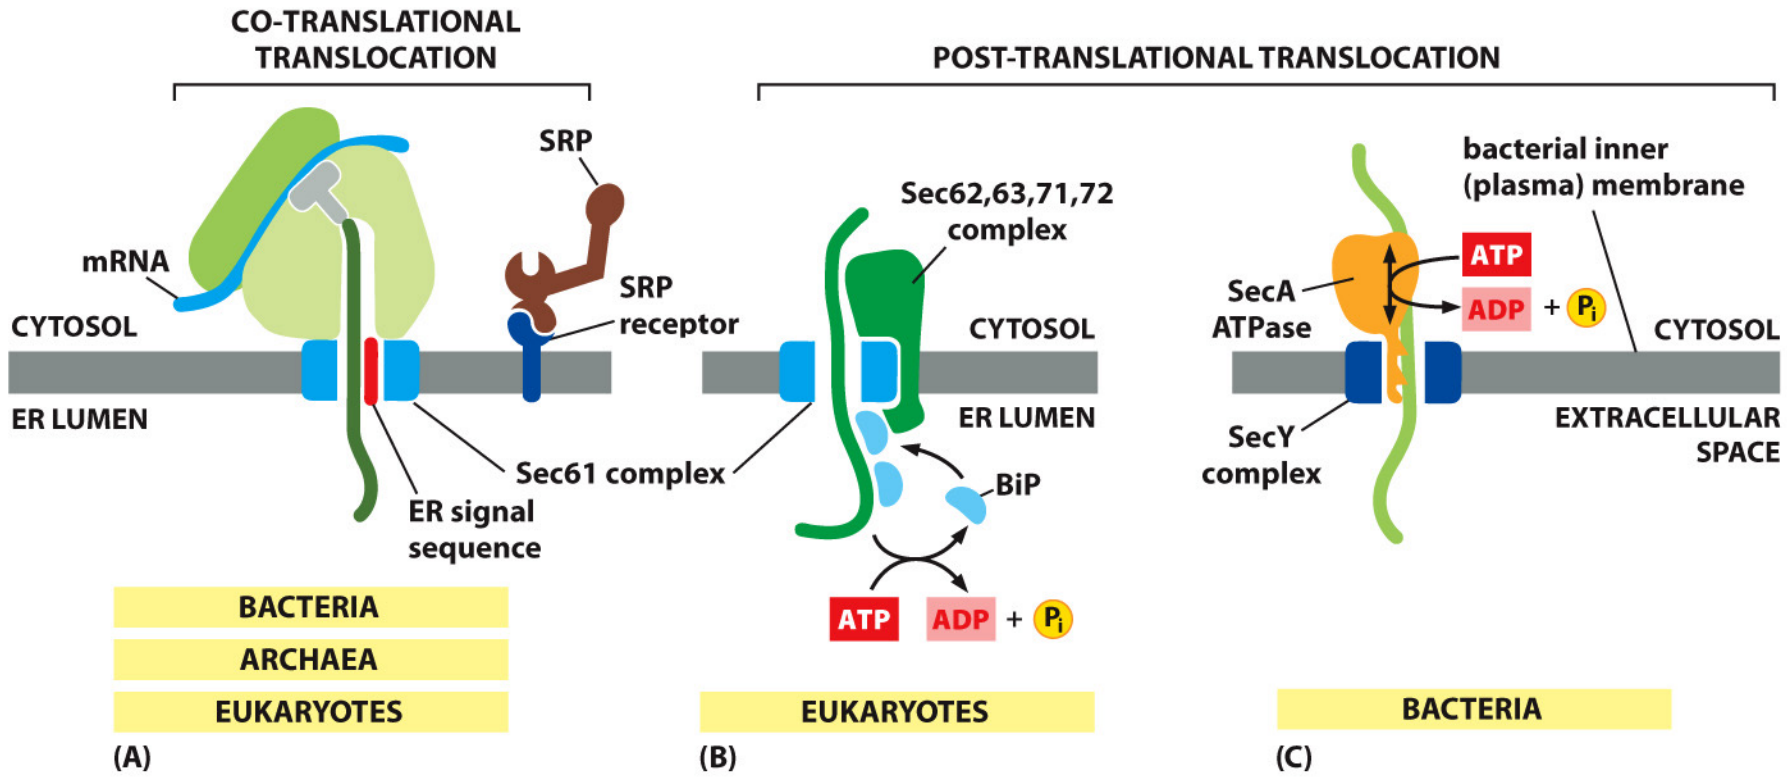 CO-TRANSLATIONAL
TRANSLOCATION
SRP
mRNA
SRP
receptor
CYTOSOL
ER LUMEN
Sec61 complex
ER signal
sequence
BACTERIA
ARCHAEA
EUKARYOTES
(A)
POST-TRANSLATIONAL TRANSLOCATION
Sec62,63,71,72
complex
CYTOSOL
ER LUMEN
BiP
ATP
ADP + Pi
EUKARYOTES
(B)
bacterial inner
(plasma) membrane
SecA
ATPase
ATP
ADP + Pi
CYTOSOL
EXTRACELLULAR
SPACE
SecY
complex
BACTERIA
(C)